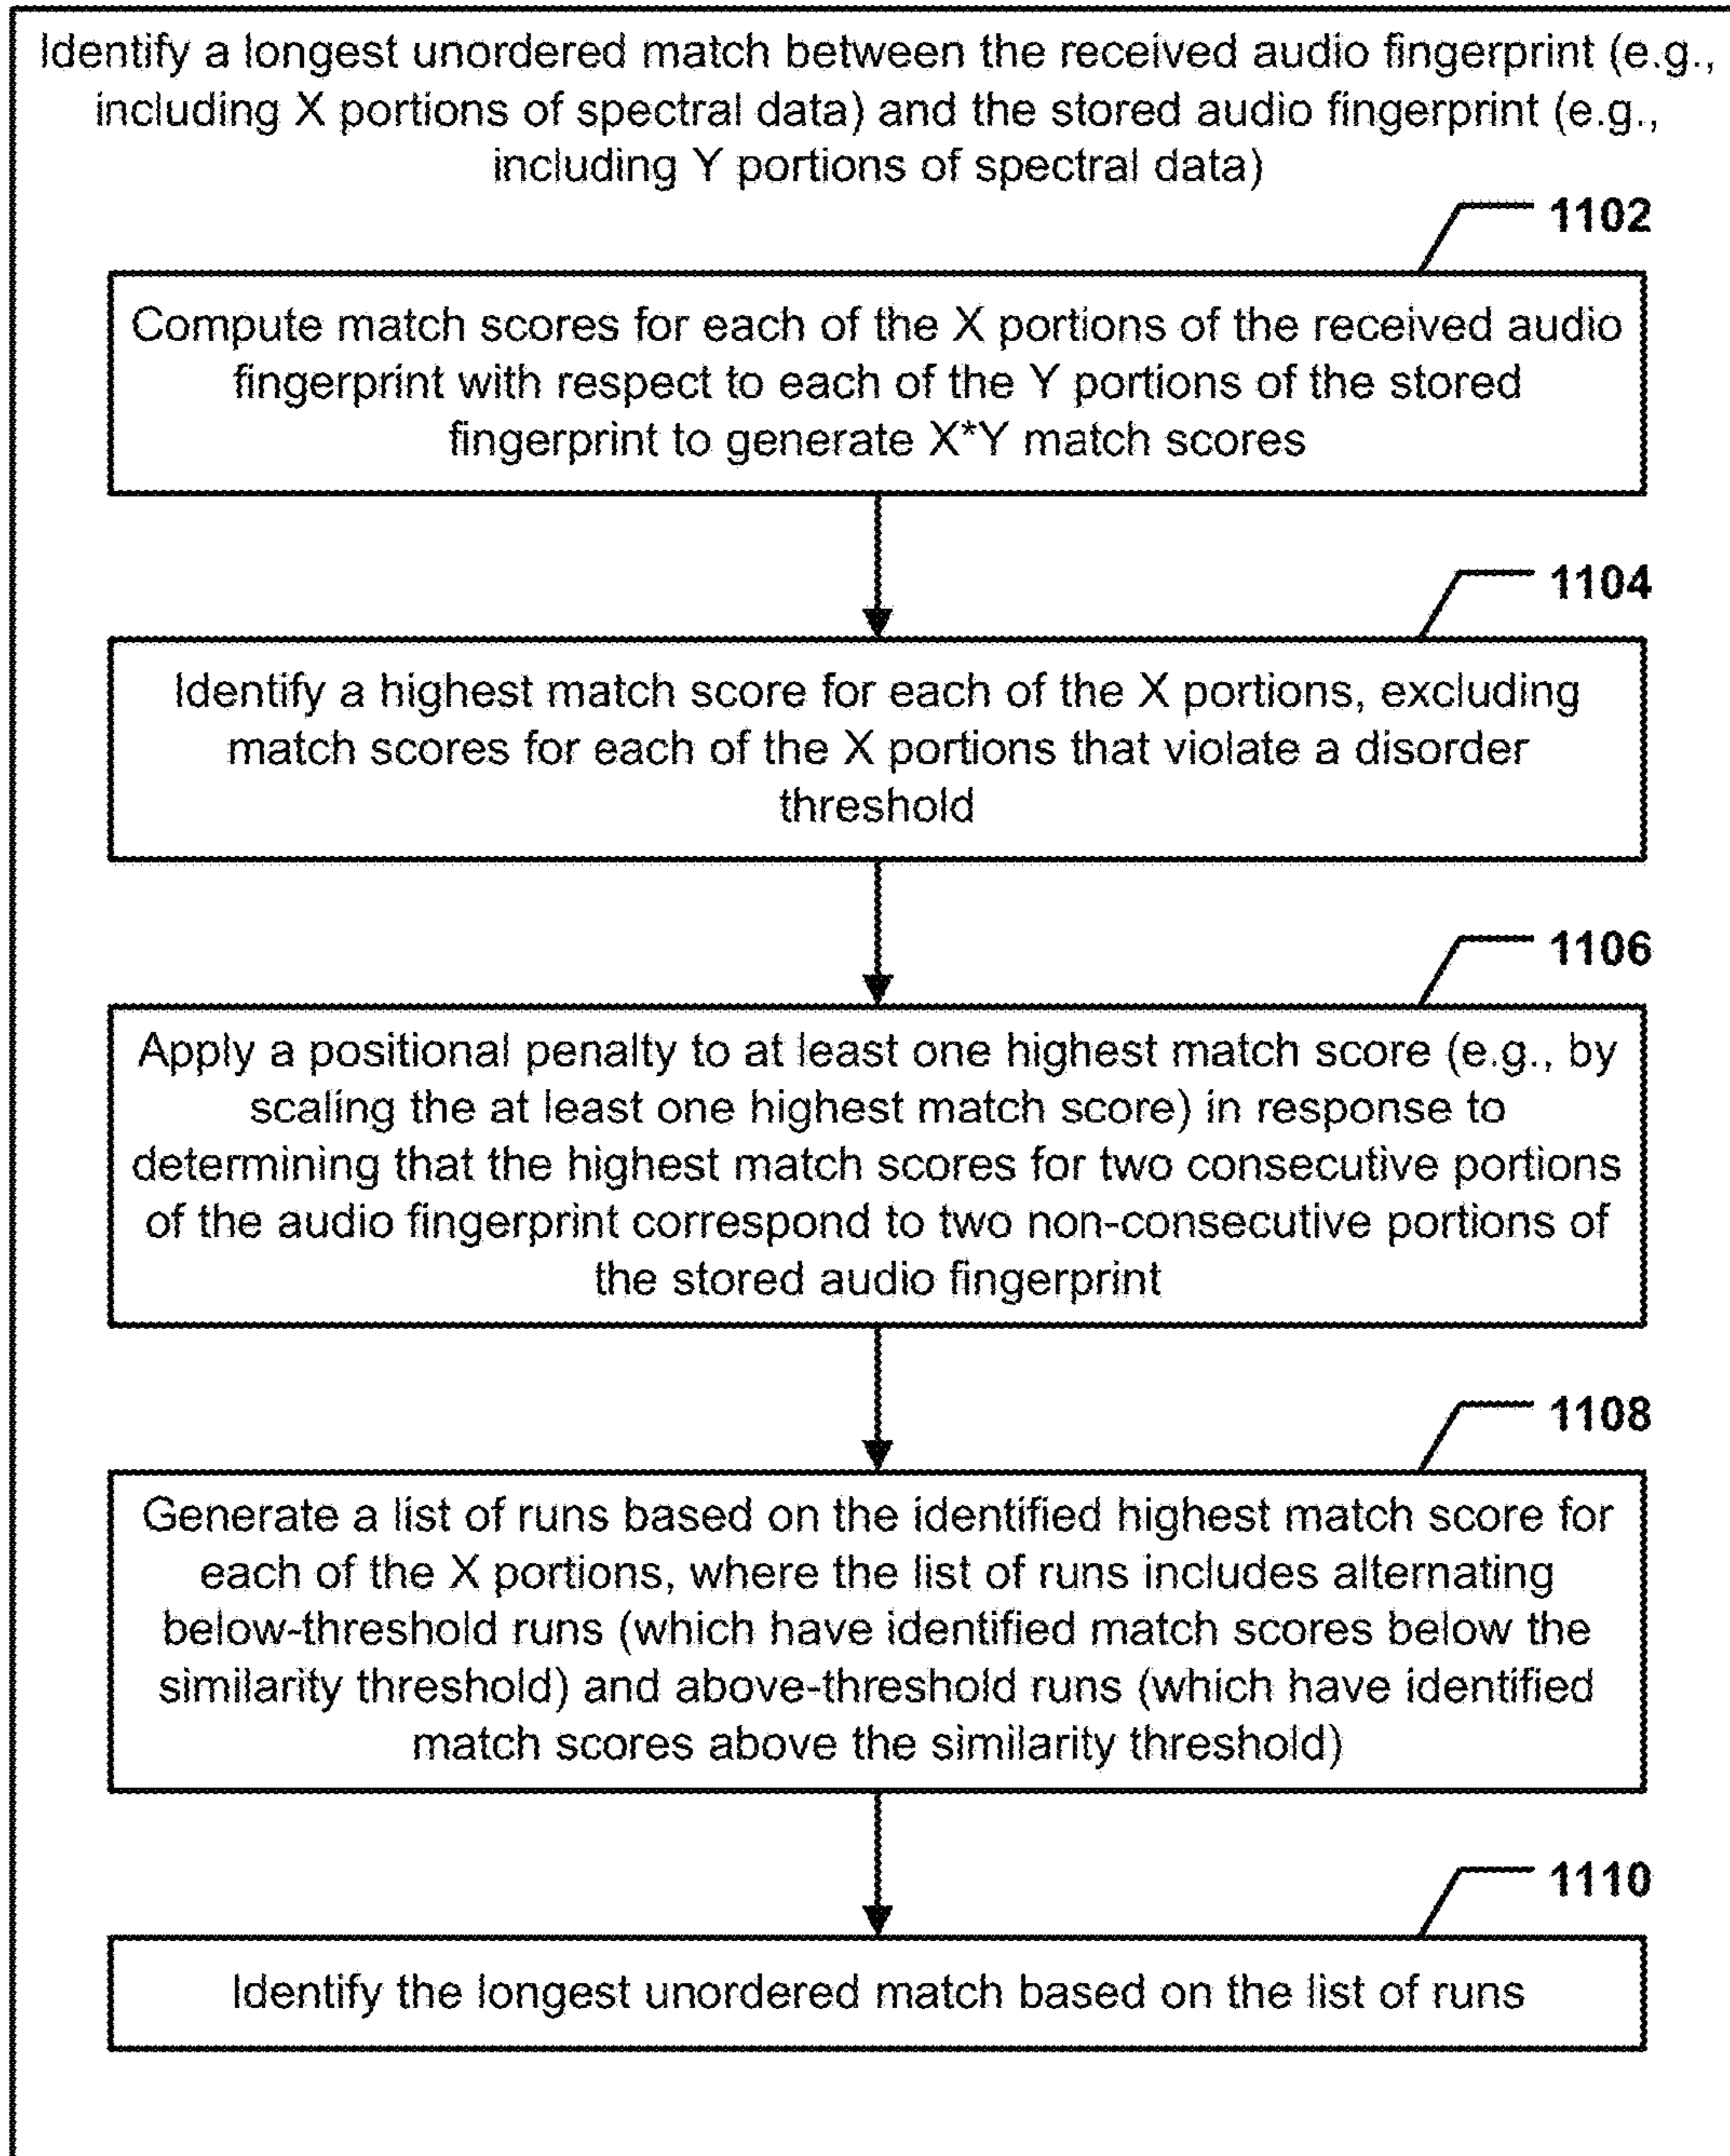 Identify a longest unordered match between the received audio fingerprint (e.g.,
including X portions of spectral data) and the stored audio fingerprint (e.g.,
including Y portions of spectral data)
1102
Compute match scores for each of the X portions of the received audio
fingerprint with respect to each of the Y portions of the stored
fingerprint to generate X*Y match scores
1104
Identify a highest match score for each of the X portions, excluding
match scores for each of the X portions that violate a disorder
threshold
1106
Apply a positional penalty to at least one highest match score (e.g., by
scaling the at least one highest match score) in response to
determining that the highest match scores for two consecutive portions
of the audio fingerprint correspond to two non-consecutive portions of
the stored audio fingerprint
1108
Generate a list of runs based on the identified highest match score for
each of the X portions, where the list of runs includes alternating
below-threshold runs (which have identified match scores below the
similarity threshold) and above-threshold runs (which have identified
match scores above the similarity threshold)
1110
Identify the longest unordered match based on the list of runs